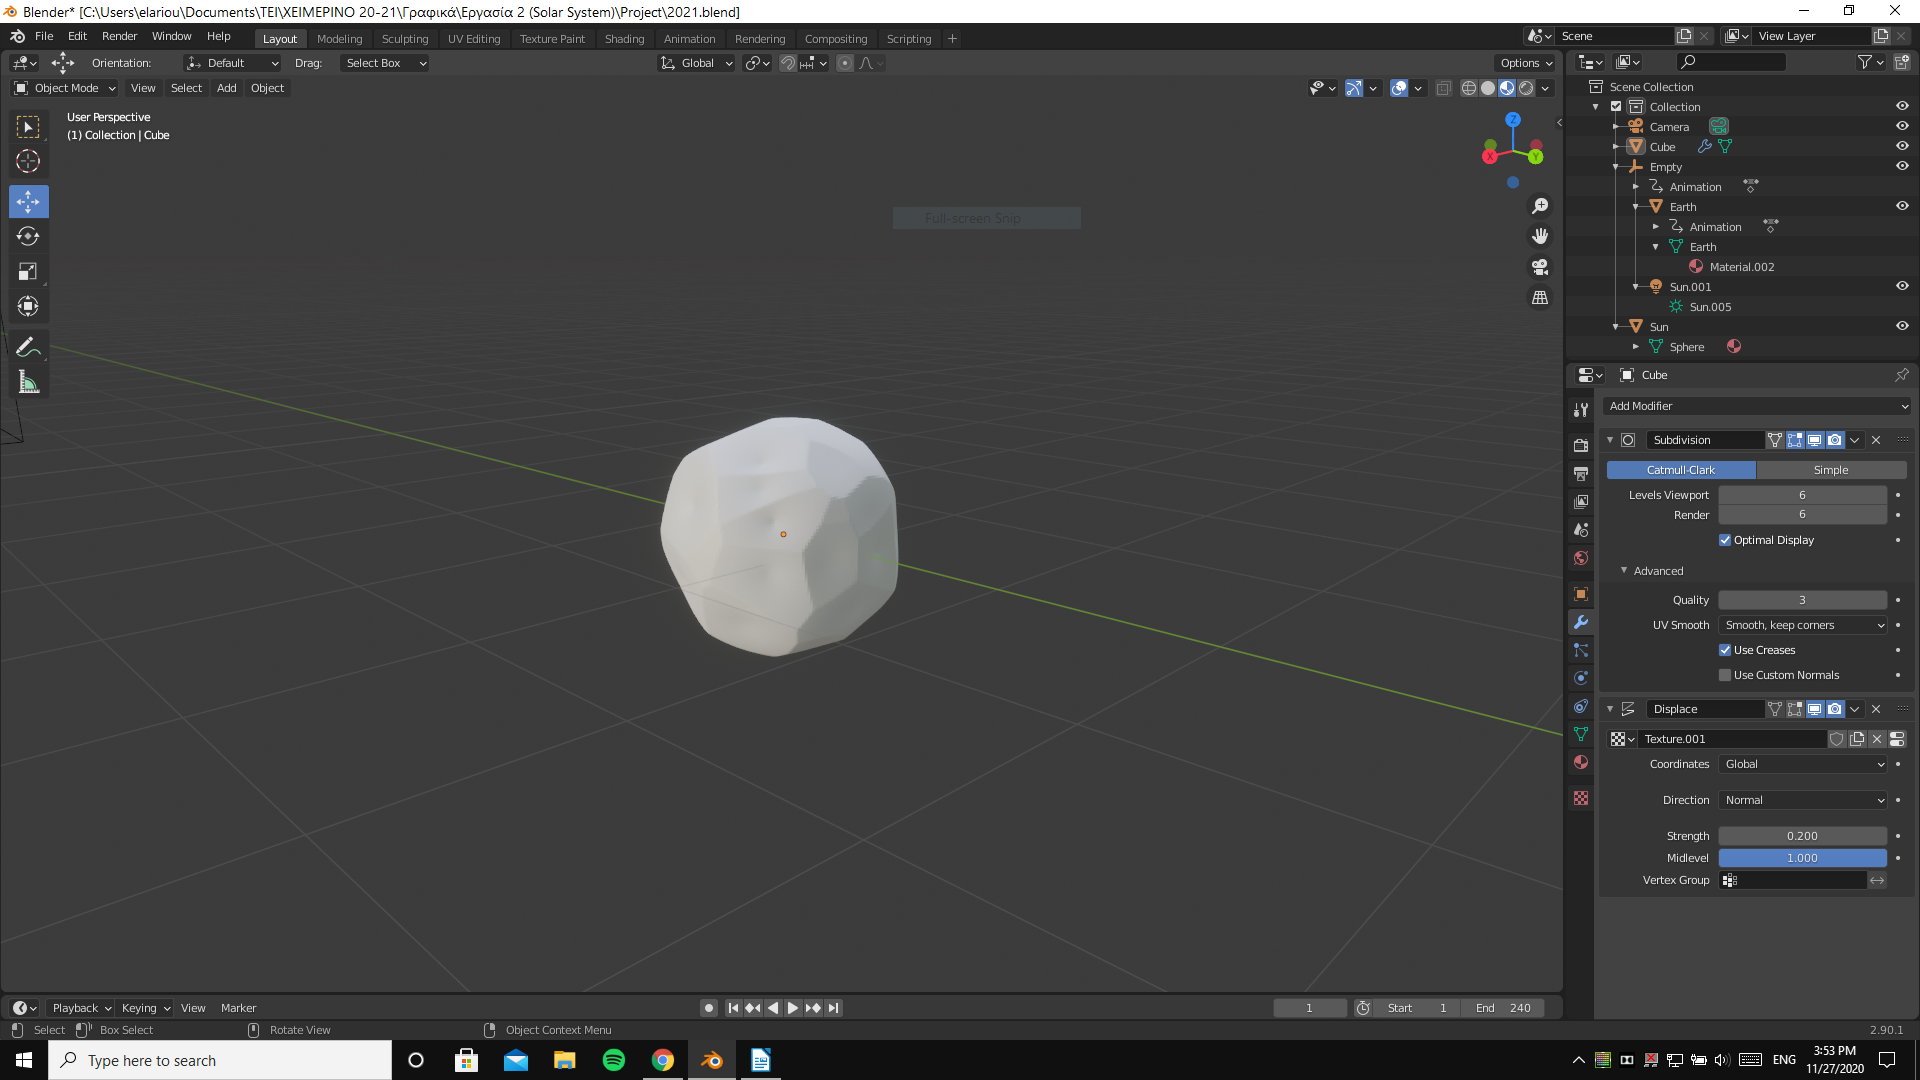 Blender* [C:\Users\elariou\Documents\TEI\ΧΕΙΜΕΡΙΝΟ 20-21\Γραφικά\Εργασία 2 (Solar System)\Project\2021.blend]
File Edit Render Window Help Layout Modeling Sculpting UV Editing Texture Paint Shading Animation Rendering Compositing Scripting + Scene View Layer
Orientation: Default Drag: Select Box Global Options
Object Mode View Select Add Object
User Perspective
(1) Collection | Cube
Z
X
Y
Full-screen Snip
Scene Collection
Collection
Camera
Cube
Empty
Animation
Earth
Animation
Earth
Material.002
Sun.001
Sun.005
Sun
Sphere
Cube
Add Modifier
Subdivision
Catmull-Clark Simple
Levels Viewport 6
Render 6
Optimal Display
Advanced
Quality 3
UV Smooth Smooth, keep corners
Use Creases
Use Custom Normals
Displace
Texture.001
Coordinates Global
Direction Normal
Strength 0.200
Midlevel 1.000
Vertex Group
Playback Keying View Marker 1 Start 1 End 240
Select Box Select Rotate View Object Context Menu 2.90.1
Type here to search
ENG
3:53 PM
11/27/2020